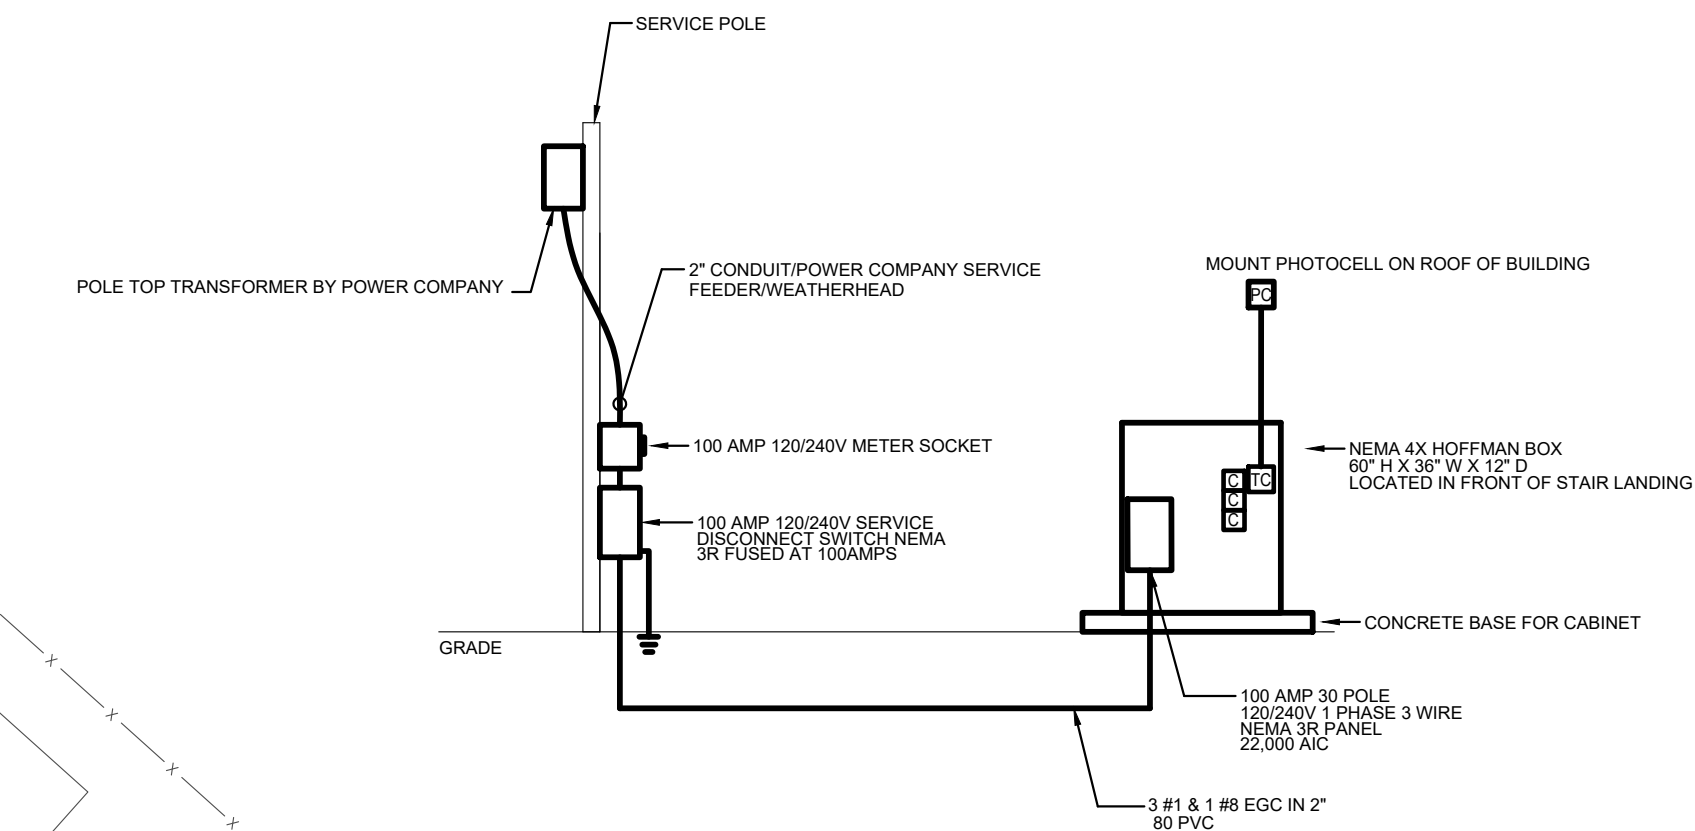 SERVICE POLE
POLE TOP TRANSFORMER BY POWER COMPANY
2" CONDUIT/POWER COMPANY SERVICE
FEEDER/WEATHERHEAD
MOUNT PHOTOCELL ON ROOF OF BUILDING
PC
100 AMP 120/240V METER SOCKET
NEMA 4X HOFFMAN BOX
60" H X 36" W X 12" D
LOCATED IN FRONT OF STAIR LANDING
C
TC
C
C
100 AMP 120/240V SERVICE
DISCONNECT SWITCH NEMA
3R FUSED AT 100AMPS
CONCRETE BASE FOR CABINET
GRADE
100 AMP 30 POLE
120/240V 1 PHASE 3 WIRE
NEMA 3R PANEL
22,000 AIC
3 #1 & 1 #8 EGC IN 2"
80 PVC
X
X
X
X